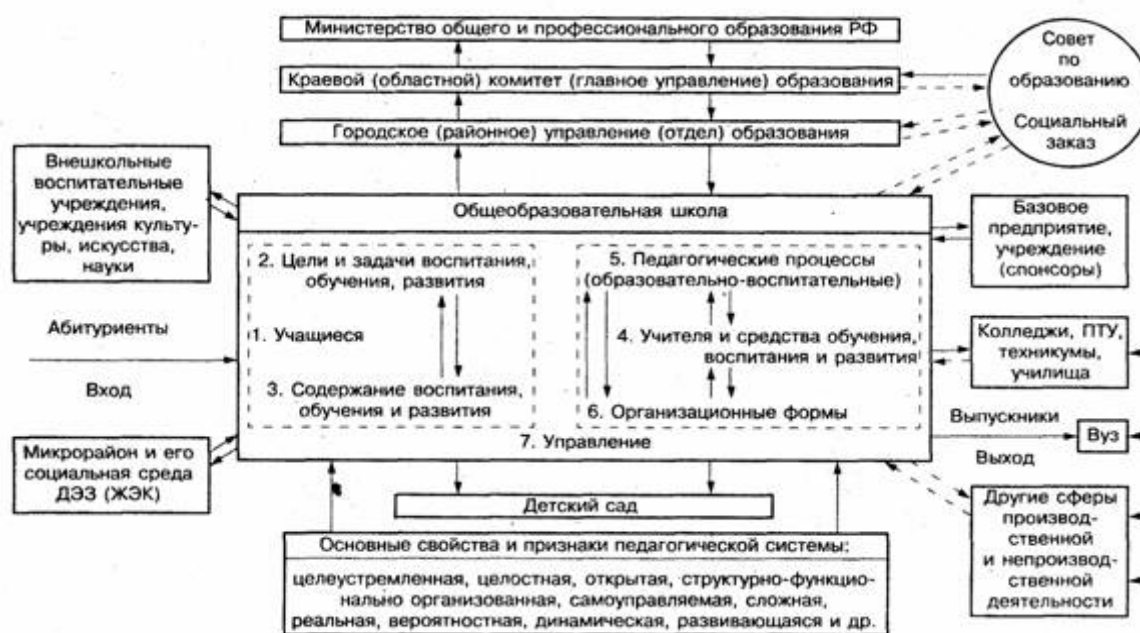 Министерство общего и профессионального образования РФ
Краевой (областной) комитет (главное управление) образования
Городское (районное) управление (отдел) образования
Совет
по
образованию
Социальный
заказ
Внешкольные
воспитательные
учреждения,
учреждения культу-
ры, искусства,
науки
Общеобразовательная школа
Базовое
предприятие,
учреждение
(спонсоры)
2. Цели и задачи воспитания,
обучения, развития
5. Педагогические процессы
(образовательно-воспитательные)
Абитуриенты
Вход
1. Учащиеся
4. Учителя и средства обучения,
воспитания и развития
Колледжи, ПТУ,
техникумы,
училища
3. Содержание воспитания,
обучения и развития
6. Организационные формы
7. Управление
Выпускники
Выход
Вуз
Микрорайон и его
социальная среда
ДЭЗ (ЖЭК)
Детский сад
Другие сферы
производ-
ственной
и непроизвод-
ственной
деятельности
Основные свойства и признаки педагогической системы:
целеустремленная, целостная, открытая, структурно-функцио-
нально организованная, самоуправляемая, сложная,
реальная, вероятностная, динамическая, развивающаяся и др.